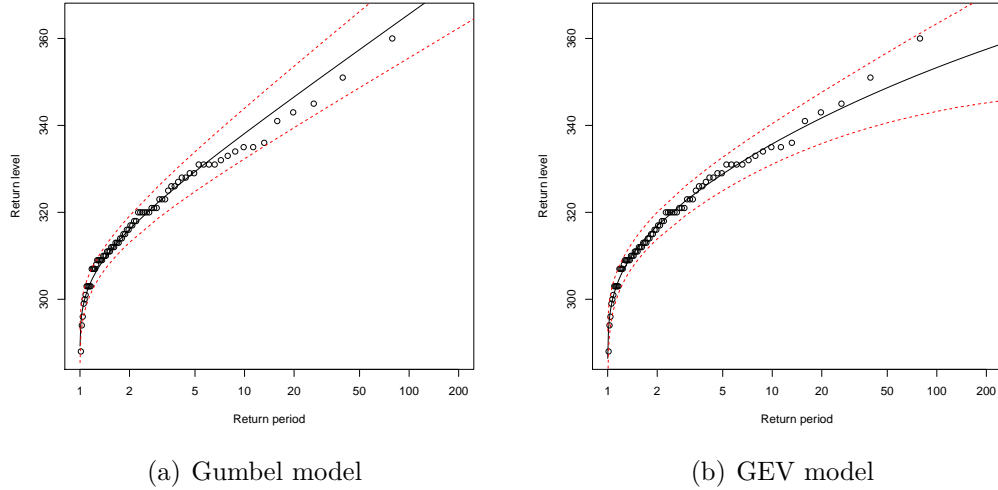 360
340
320
300
Return level
1 2 5 10 20 50 100 200
Return period
(a) Gumbel model
360
340
320
300
Return level
1 2 5 10 20 50 100 200
Return period
(b) GEV model